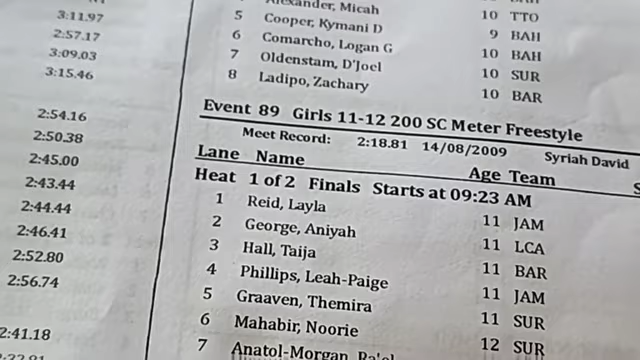 3:11.97
2:57.17
3:09.03
3:15.46
2:54.16
2:50.38
2:45.00
2:43.44
2:44.44
2:46.41
2:52.80
2:56.74
2:41.18
Alexander, Micah 10 TTO
5 Cooper, Kymani D 9 BAH
6 Comarcho, Logan G 10 BAH
7 Oldenstam, D'Joel 10 SUR
8 Ladipo, Zachary 10 BAR
Event 89 Girls 11-12 200 SC Meter Freestyle
Meet Record: 2:18.81 14/08/2009 Syriah David
Lane Name Age Team
Heat 1 of 2 Finals Starts at 09:23 AM
1 Reid, Layla 11 JAM
2 George, Aniyah 11 LCA
3 Hall, Taija 11 BAR
4 Phillips, Leah-Paige 11 JAM
5 Graaven, Themira 11 SUR
6 Mahabir, Noorie 12 SUR
7 Anatol-Morgan,